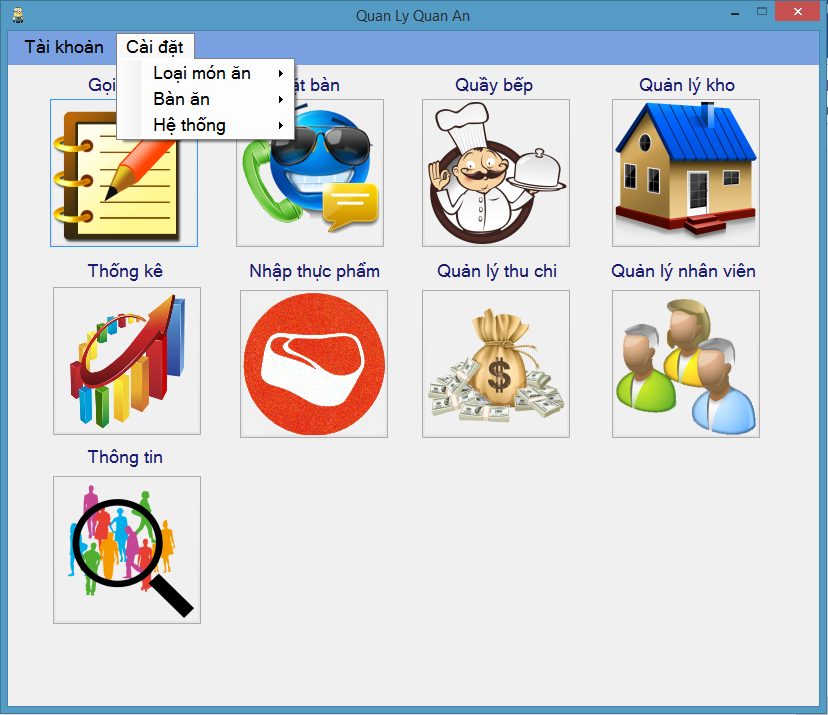 Quan Ly Quan An
Tài khoản Cài đặt
Loại món ăn
Bàn ăn
Hệ thống
Gọi
bàn
Quầy bếp
Quản lý kho
Thống kê
Nhập thực phẩm
Quản lý thu chi
Quản lý nhân viên
Thông tin